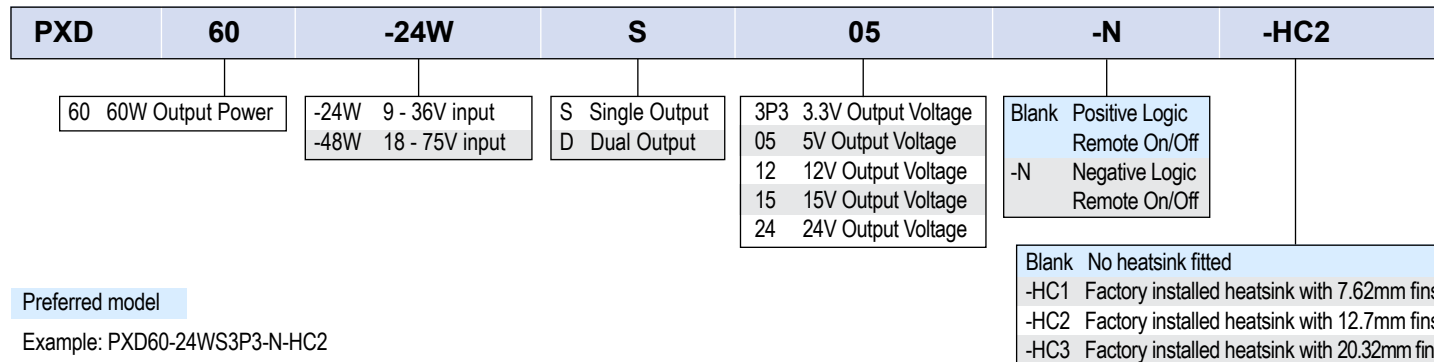 PXD 60 -24W S 05 -N -HC2
60 60W Output Power
-24W 9 - 36V input
-48W 18 - 75V input
S Single Output
D Dual Output
3P3 3.3V Output Voltage
05 5V Output Voltage
12 12V Output Voltage
15 15V Output Voltage
24 24V Output Voltage
Blank Positive Logic
Remote On/Off
-N Negative Logic
Remote On/Off
Blank No heatsink fitted
-HC1 Factory installed heatsink with 7.62mm fins
-HC2 Factory installed heatsink with 12.7mm fins
-HC3 Factory installed heatsink with 20.32mm fin
Preferred model
Example: PXD60-24WS3P3-N-HC2